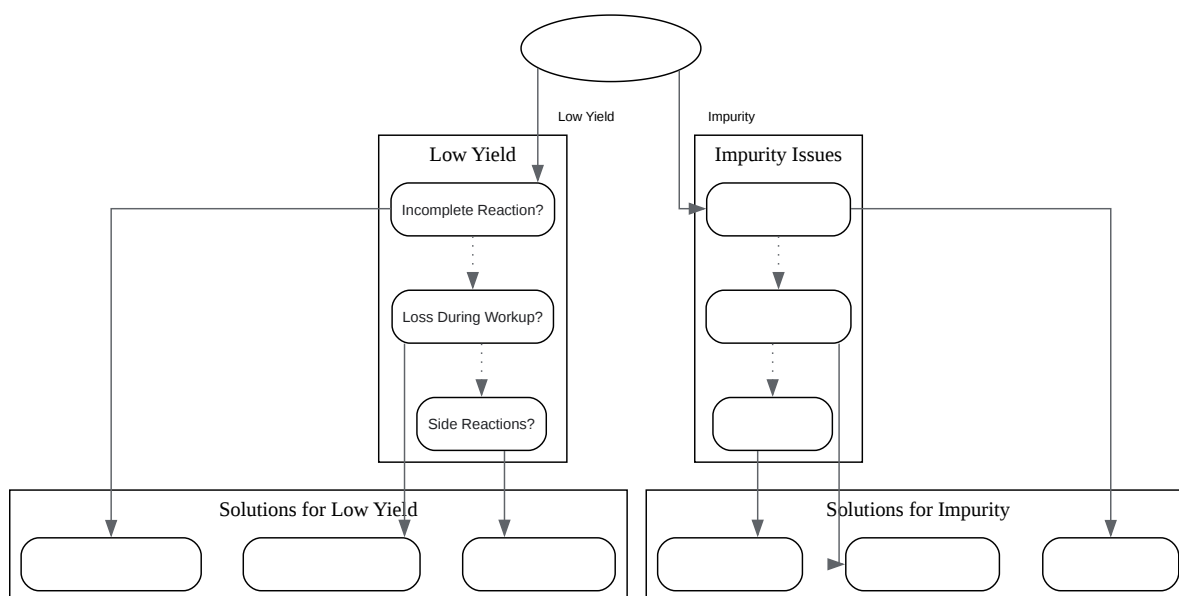 Low Yield
Impurity
Low Yield
Impurity Issues
Incomplete Reaction?
Loss During Workup?
Side Reactions?
Solutions for Low Yield
Solutions for Impurity